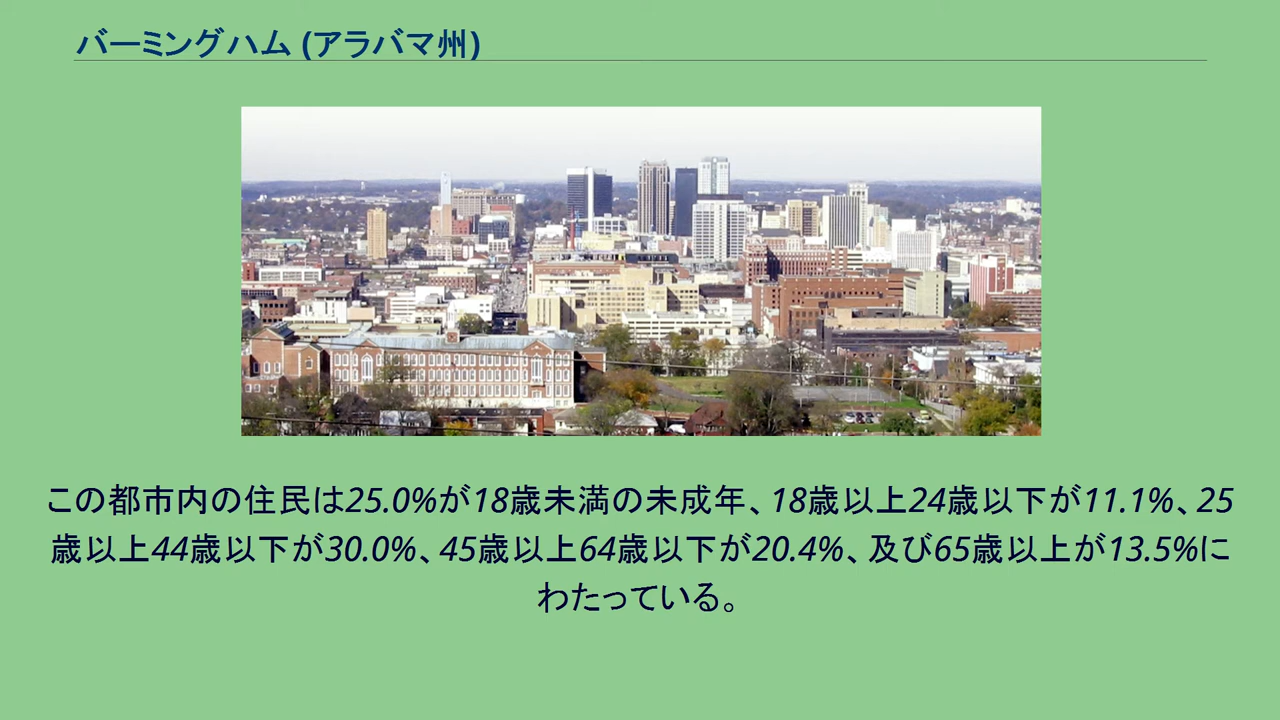 バーミングハム (アラバマ州)
この都市内の住民は25.0%が18歳未満の未成年、18歳以上24歳以下が11.1%、25
歳以上44歳以下が30.0%、45歳以上64歳以下が20.4%、及び65歳以上が13.5%に
わたっている。